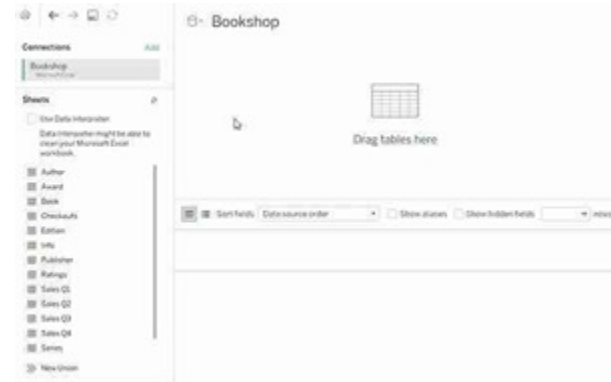 Bookshop
Connections Add
Bookshop
Microsoft Excel
Sheets
Use Data Interpreter
Data Interpreter might be able to
clean your Microsoft Excel
workbook.
Author
Award
Book
Checkouts
Edition
Info
Publisher
Ratings
Sales Q1
Sales Q2
Sales Q3
Sales Q4
Series
New Union
Drag tables here
Sort fields Data source order Show aliases Show hidden fields rows